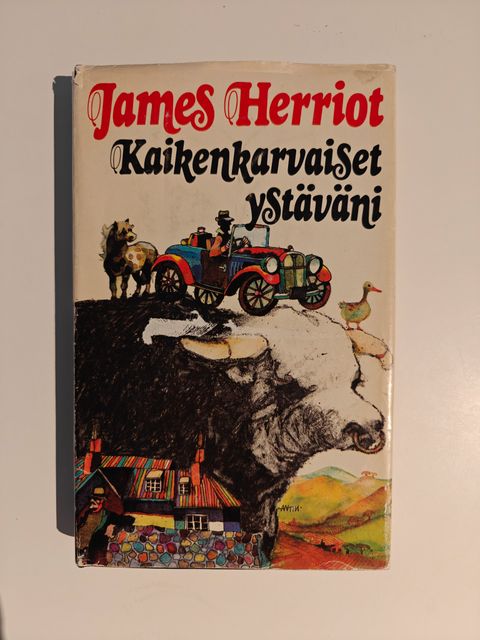 James Herriot
Kaikenkarvaiset
ystäväni